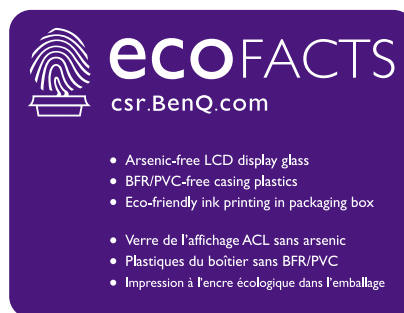 ecoFACTS
csr.BenQ.com
• Arsenic-free LCD display glass
• BFR/PVC-free casing plastics
• Eco-friendly ink printing in packaging box
• Verre de l'affichage ACL sans arsenic
• Plastiques du boîtier sans BFR/PVC
• Impression à l'encre écologique dans l'emballage